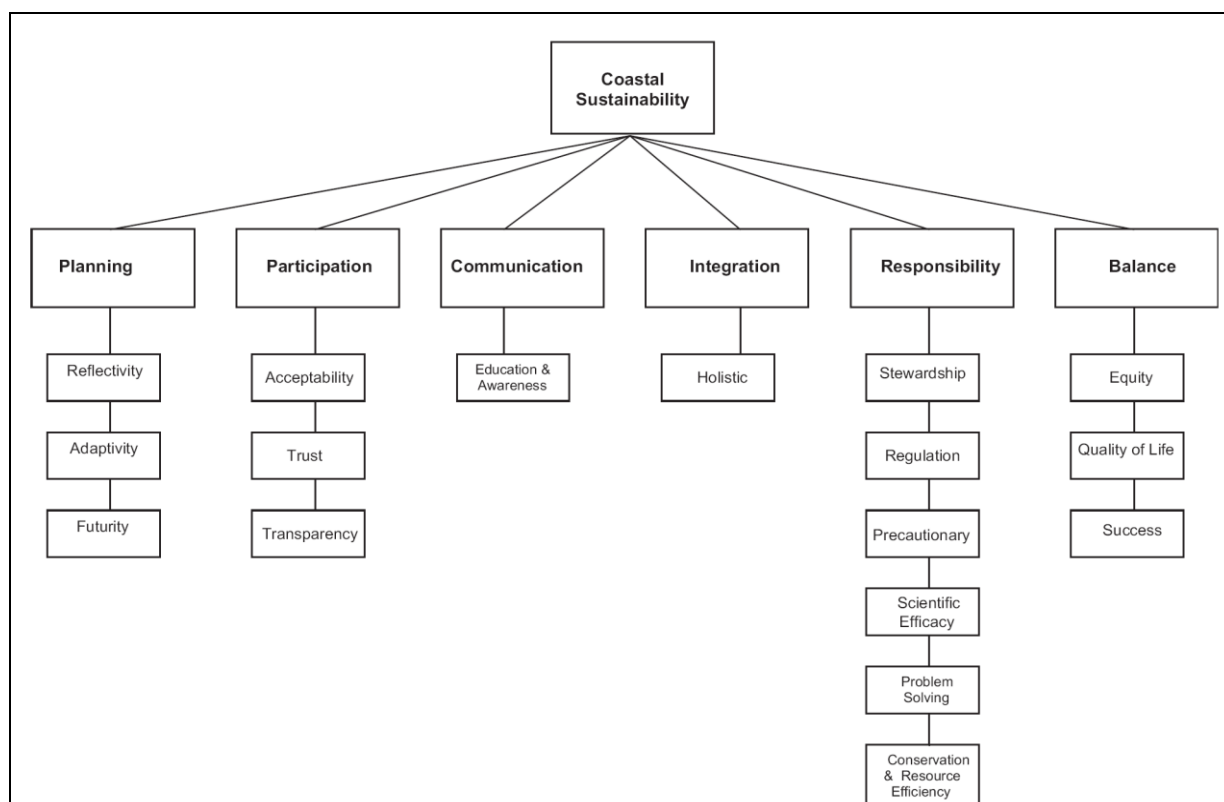 Coastal
Sustainability
Planning
Participation
Communication
Integration
Responsibility
Balance
Reflectivity
Acceptability
Education &
Awareness
Holistic
Stewardship
Equity
Adaptivity
Trust
Regulation
Quality of Life
Futurity
Transparency
Precautionary
Success
Scientific
Efficacy
Problem
Solving
Conservation
& Resource
Efficiency